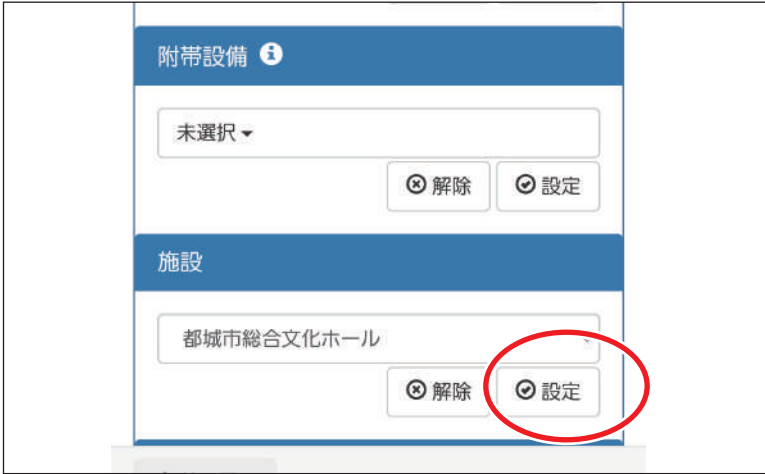 附帯設備
未選択
解除 設定
施設
都城市総合文化ホール
解除 設定